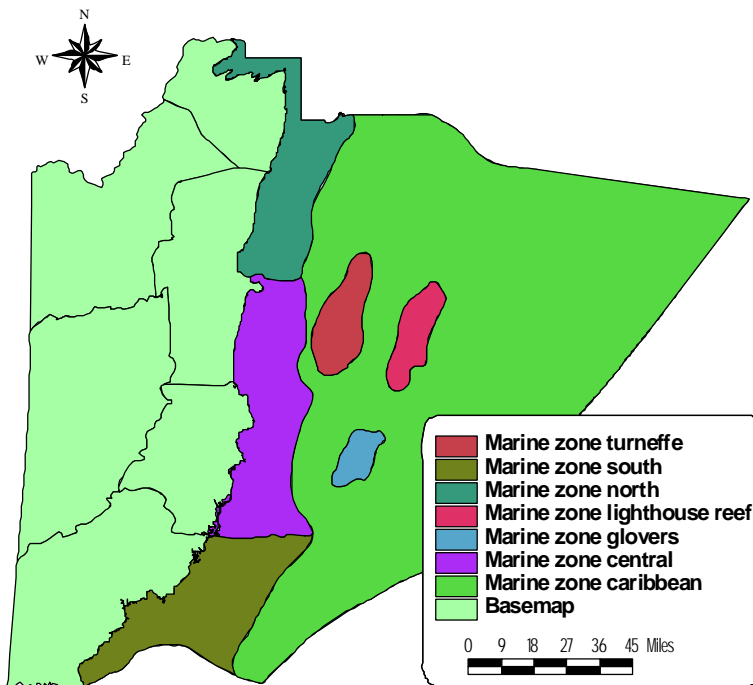 N
W E
S
Marine zone turneffe
Marine zone south
Marine zone north
Marine zone lighthouse reef
Marine zone glovers
Marine zone central
Marine zone caribbean
Basemap
0 9 18 27 36 45 Miles